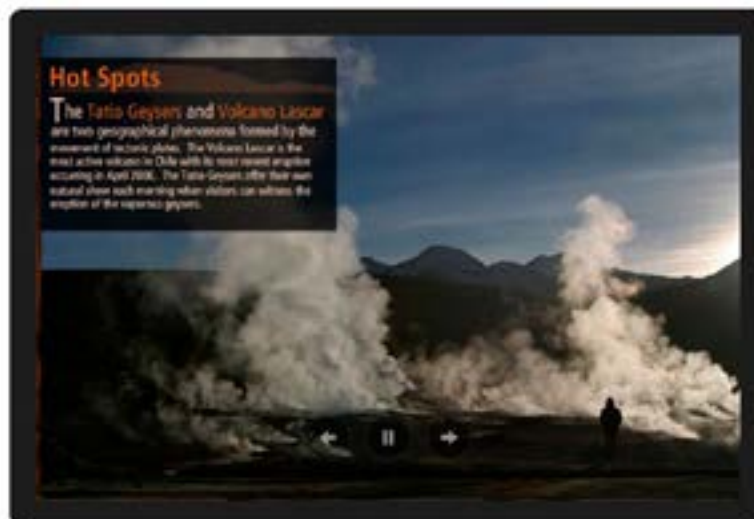 Hot Spots
The Tatio Geysers and Volcano Lascar
are two geographical phenomena formed by the
movement of tectonic plates. The Volcano Lascar is the
most active volcano in Chile with its most recent eruption
occuring in April 2006. The Tatio Geysers offer their own
natural show each morning when visitors can witness the
eruption of the vaporous geysers.